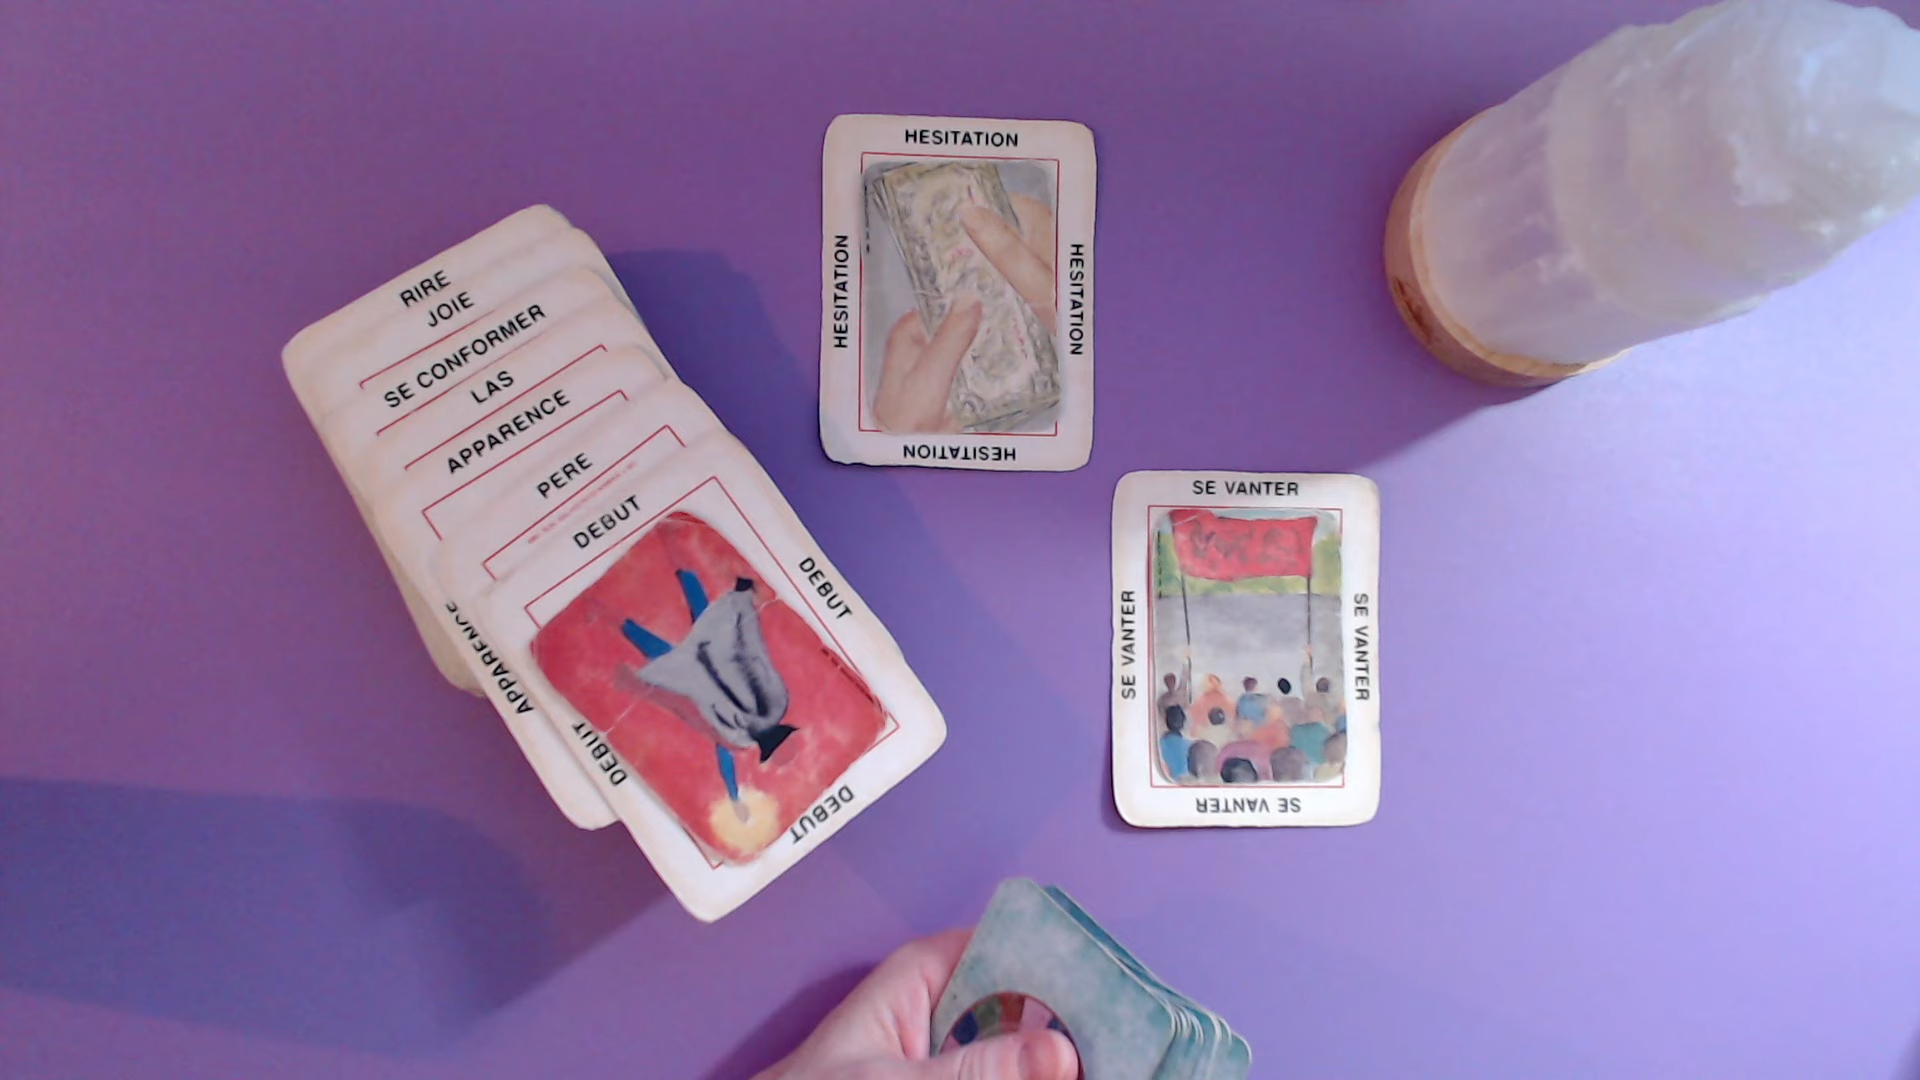 HESITATION
HESITATION
HESITATION
HESITATION
RIRE
JOIE
SE CONFORMER
LAS
APPARENCE
APPARENCE
PERE
DEBUT
DEBUT
DEBUT
DEBUT
SE VANTER
SE VANTER
SE VANTER
SE VANTER